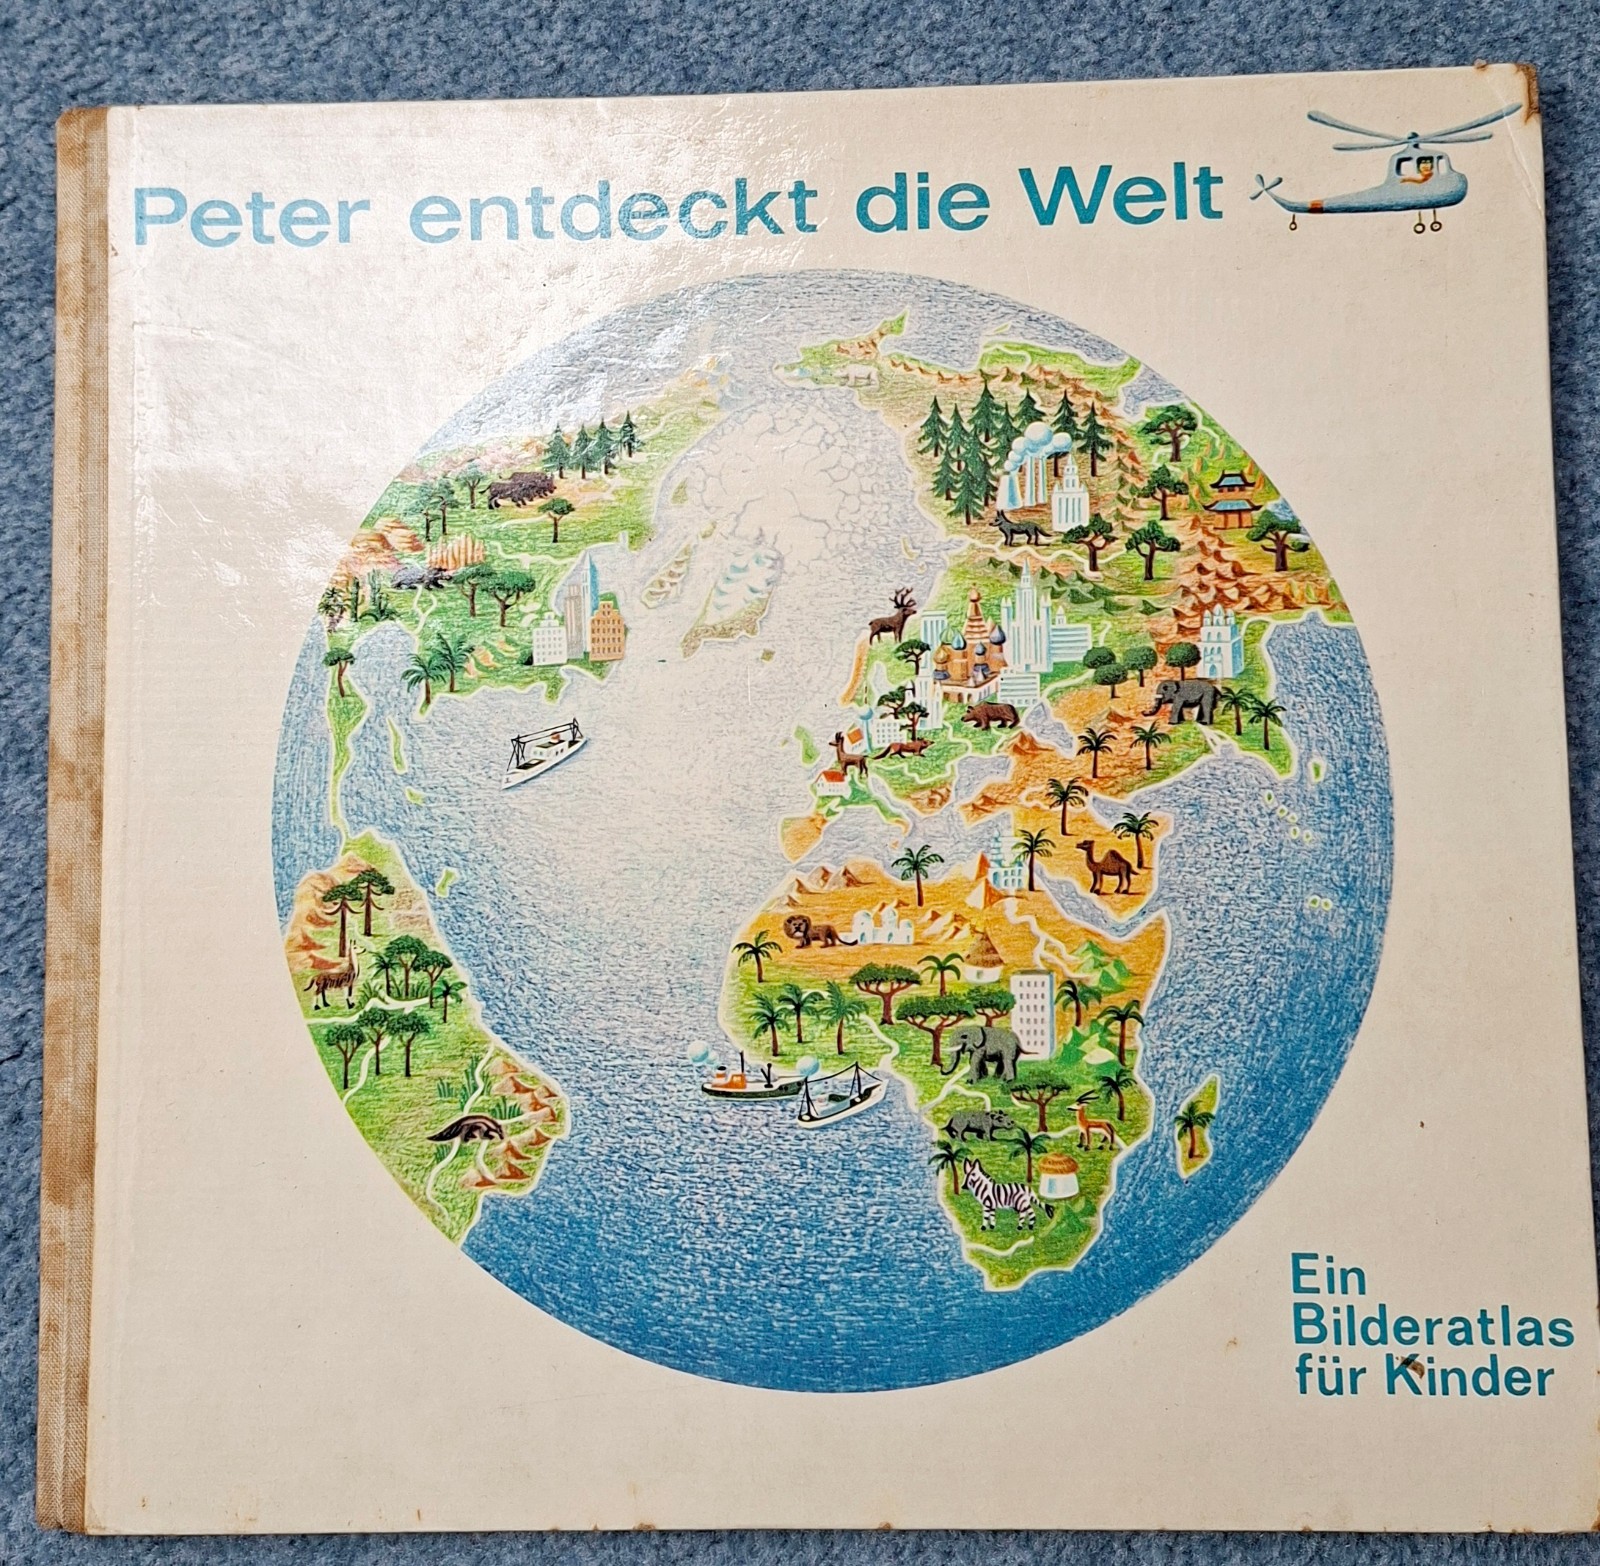 Peter entdeckt die Welt
Ein
Bilderatlas
für Kinder